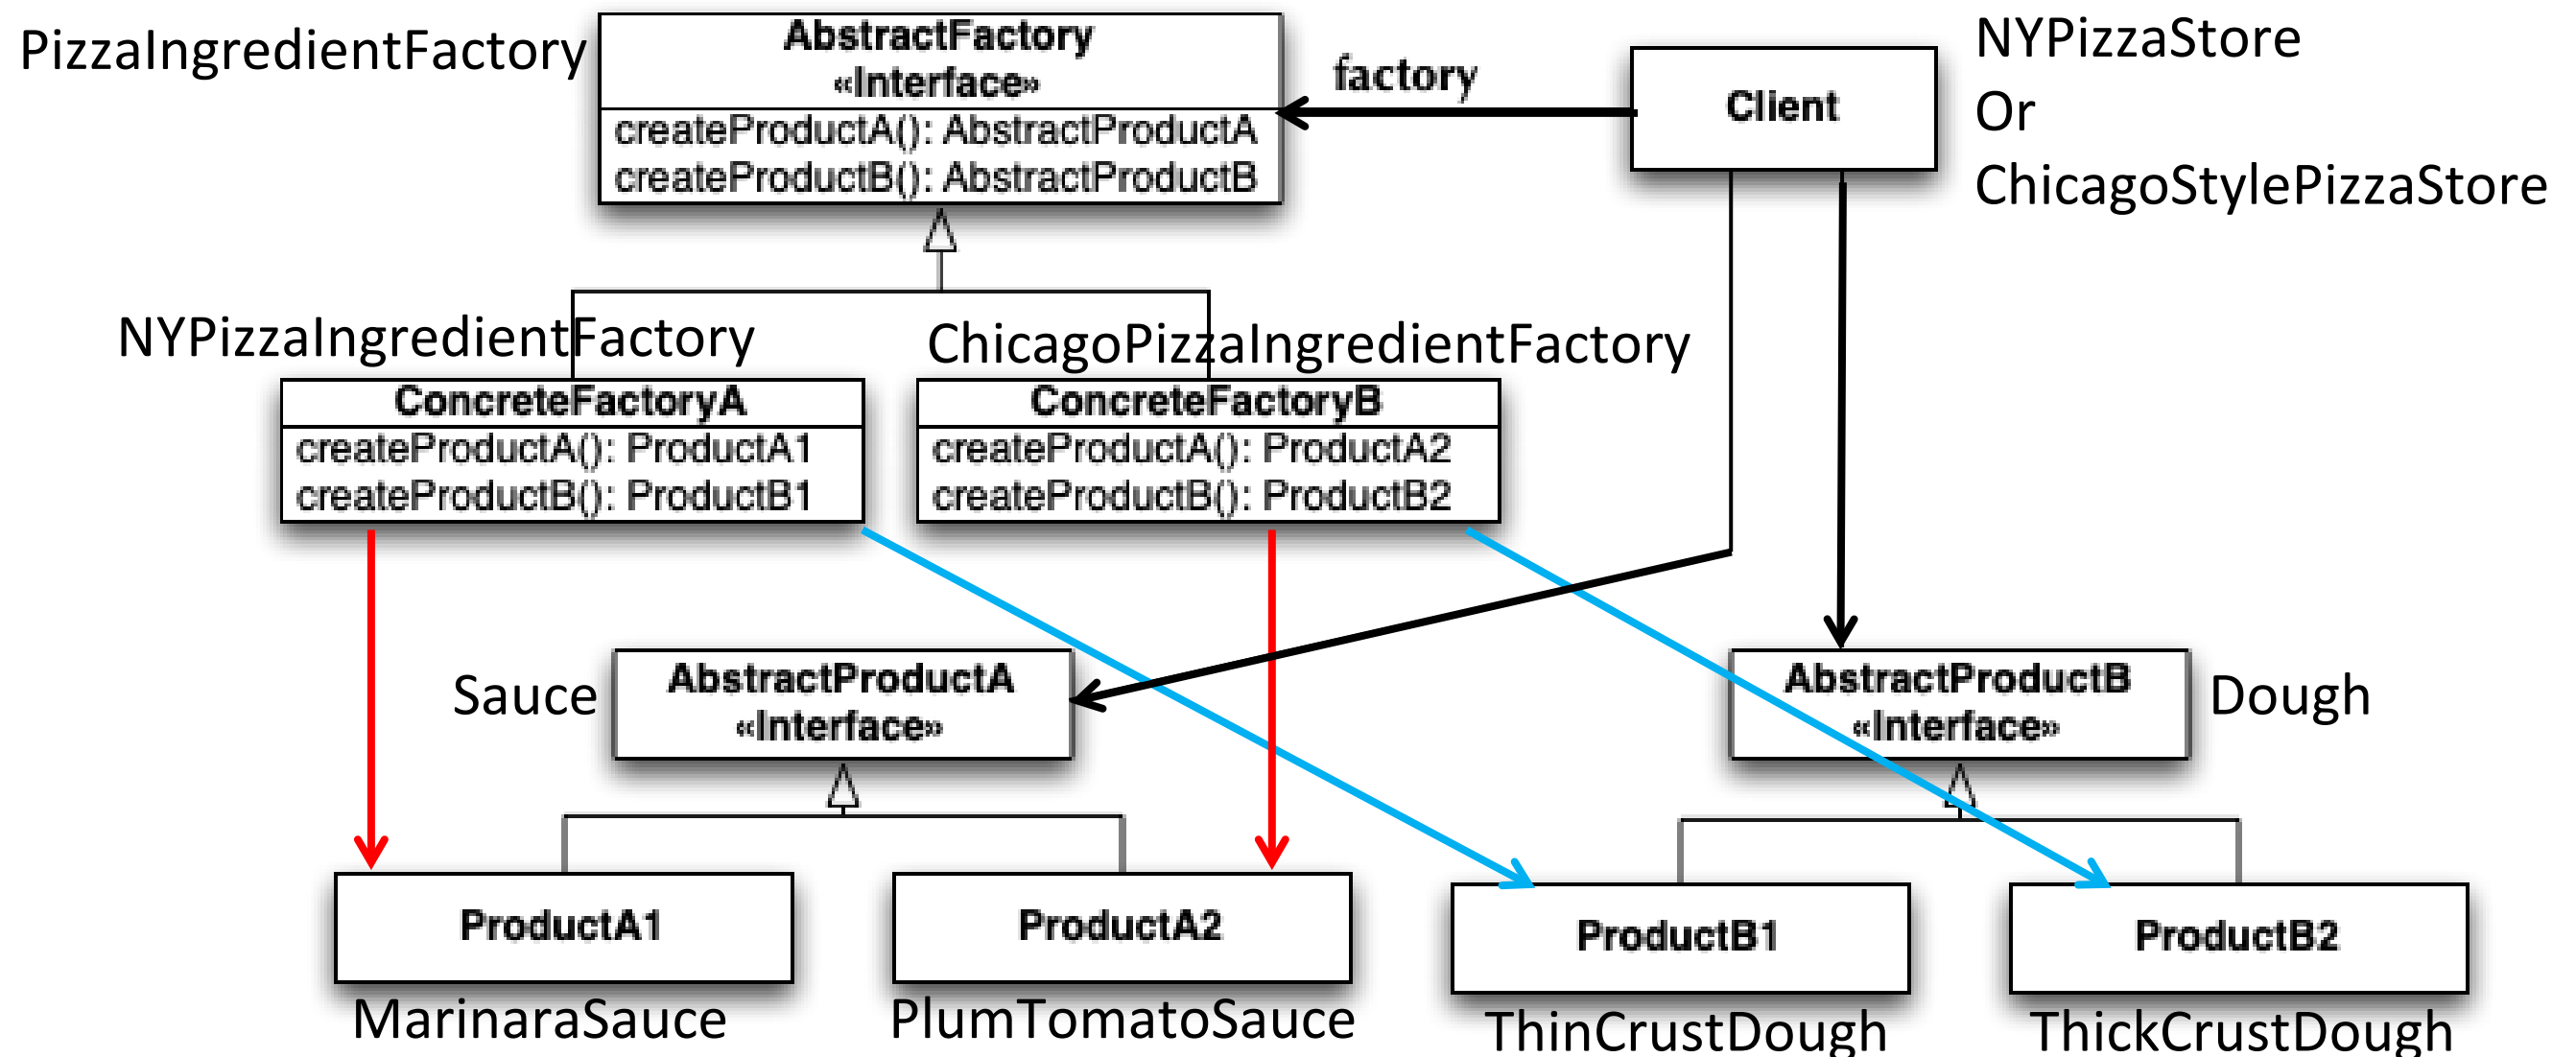 PizzaIngredientFactory
AbstractFactory
«Interface»
createProductA(): AbstractProductA
createProductB(): AbstractProductB
factory
Client
NYPizzaStore
Or
ChicagoStylePizzaStore
NYPizzaIngredientFactory
ChicagoPizzaIngredientFactory
ConcreteFactoryA
createProductA(): ProductA1
createProductB(): ProductB1
ConcreteFactoryB
createProductA(): ProductA2
createProductB(): ProductB2
Sauce
AbstractProductA
«Interface»
AbstractProductB
«Interface»
Dough
ProductA1
ProductA2
ProductB1
ProductB2
MarinaraSauce
PlumTomatoSauce
ThinCrustDough
ThickCrustDough